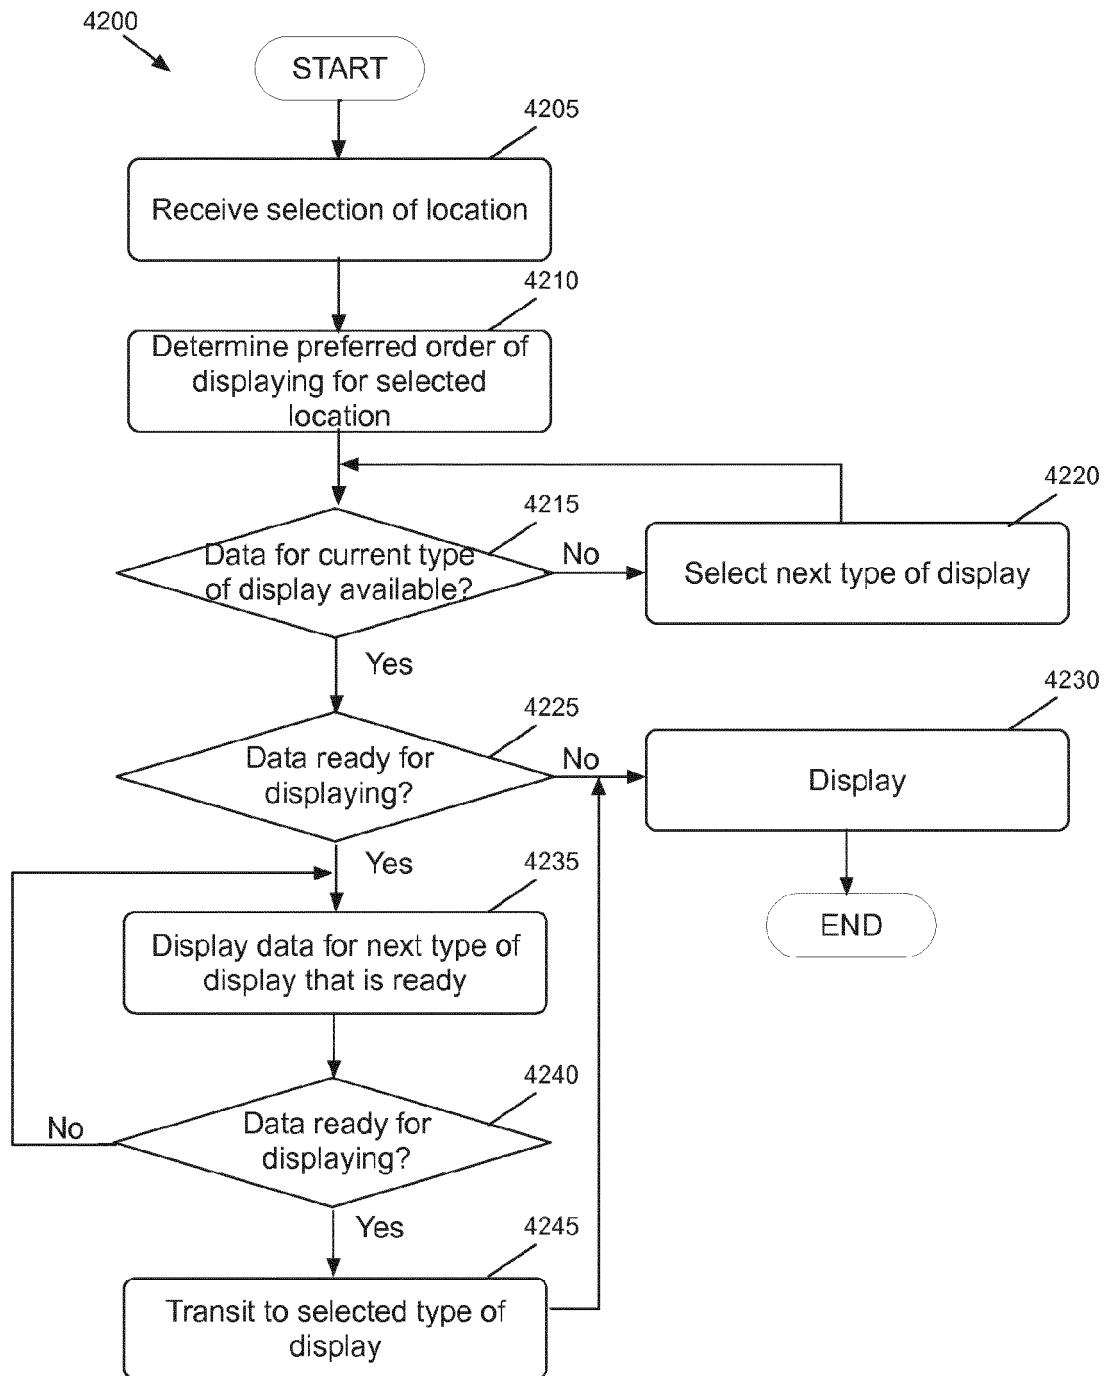 4200
START
4205
Receive selection of location
4210
Determine preferred order of
displaying for selected
location
4215
Data for current type
of display available?
No
4220
Select next type of display
Yes
4225
Data ready for
displaying?
No
4230
Display
Yes
END
4235
Display data for next type of
display that is ready
4240
Data ready for
displaying?
No
Yes
4245
Transit to selected type of
display